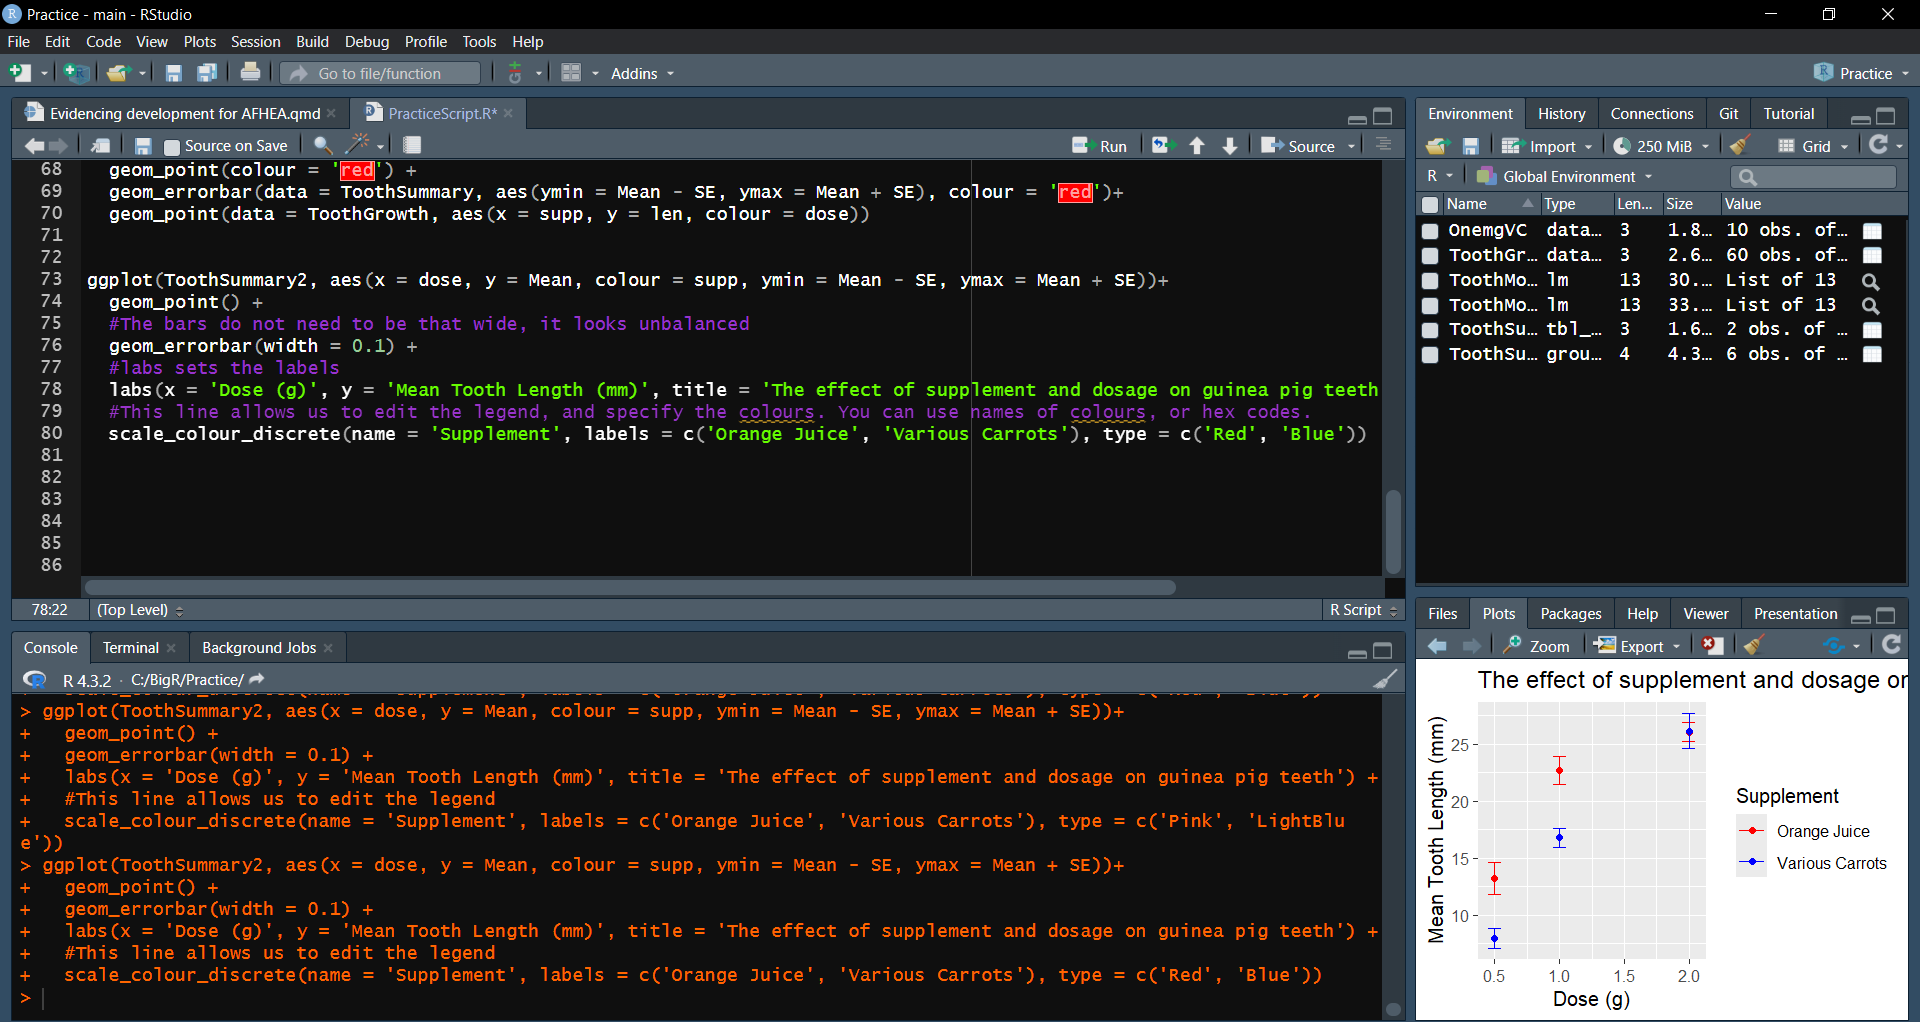 Practice - main - RStudio
File Edit Code View Plots Session Build Debug Profile Tools Help
Go to file/function Addins Practice
Evidencing development for AFHEA.qmd PracticeScript.R*
Source on Save Run Source
68 geom_point(colour = 'red') +
69 geom_errorbar(data = ToothSummary, aes(ymin = Mean - SE, ymax = Mean + SE), colour = 'red')+
70 geom_point(data = ToothGrowth, aes(x = supp, y = len, colour = dose))
71
72
73 ggplot(ToothSummary2, aes(x = dose, y = Mean, colour = supp, ymin = Mean - SE, ymax = Mean + SE))+
74 geom_point() +
75 #The bars do not need to be that wide, it looks unbalanced
76 geom_errorbar(width = 0.1) +
77 #labs sets the labels
78 labs(x = 'Dose (g)', y = 'Mean Tooth Length (mm)', title = 'The effect of supplement and dosage on guinea pig teeth
79 #This line allows us to edit the legend, and specify the colours. You can use names of colours, or hex codes.
80 scale_colour_discrete(name = 'Supplement', labels = c('Orange Juice', 'Various Carrots'), type = c('Red', 'Blue'))
81
82
83
84
85
86
78:22 (Top Level) R Script
Console Terminal Background Jobs
R 4.3.2 · C:/BigR/Practice/
> ggplot(ToothSummary2, aes(x = dose, y = Mean, colour = supp, ymin = Mean - SE, ymax = Mean + SE))+
+ geom_point() +
+ geom_errorbar(width = 0.1) +
+ labs(x = 'Dose (g)', y = 'Mean Tooth Length (mm)', title = 'The effect of supplement and dosage on guinea pig teeth') +
+ #This line allows us to edit the legend
+ scale_colour_discrete(name = 'Supplement', labels = c('Orange Juice', 'Various Carrots'), type = c('Pink', 'LightBlu
e'))
> ggplot(ToothSummary2, aes(x = dose, y = Mean, colour = supp, ymin = Mean - SE, ymax = Mean + SE))+
+ geom_point() +
+ geom_errorbar(width = 0.1) +
+ labs(x = 'Dose (g)', y = 'Mean Tooth Length (mm)', title = 'The effect of supplement and dosage on guinea pig teeth') +
+ #This line allows us to edit the legend
+ scale_colour_discrete(name = 'Supplement', labels = c('Orange Juice', 'Various Carrots'), type = c('Red', 'Blue'))
>
Environment History Connections Git Tutorial
Import 250 MiB Grid
R Global Environment
Name Type Len... Size Value
OnemgVC data… 3 1.8… 10 obs. of…
ToothGr… data… 3 2.6… 60 obs. of…
ToothMo… lm 13 30.… List of 13
ToothMo… lm 13 33.… List of 13
ToothSu… tbl_… 3 1.6… 2 obs. of …
ToothSu… grou… 4 4.3… 6 obs. of …
Files Plots Packages Help Viewer Presentation
Zoom Export
The effect of supplement and dosage or
Mean Tooth Length (mm)
25
20
15
10
0.5 1.0 1.5 2.0
Dose (g)
Supplement
Orange Juice
Various Carrots